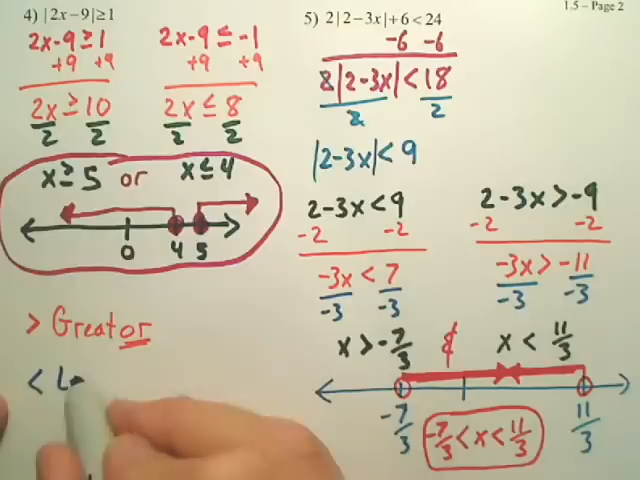 1.5 – Page 2
4) |2x – 9| ≥ 1
2x-9 ≥ 1
+9 +9
2x ≥ 10
2 2
x ≥ 5 or x ≤ 4
2x-9 ≤ -1
+9 +9
2x ≤ 8
2 2
0 4 5
> Greator
<
5) 2|2 – 3x| + 6 < 24
-6 -6
2|2-3x| < 18
2 2
|2-3x| < 9
2-3x < 9
-2 -2
-3x < 7
-3 -3
x > -7/3 & x < 11/3
2-3x > -9
-2 -2
-3x > -11
-3 -3
-7/3 11/3
-7/3 < x < 11/3